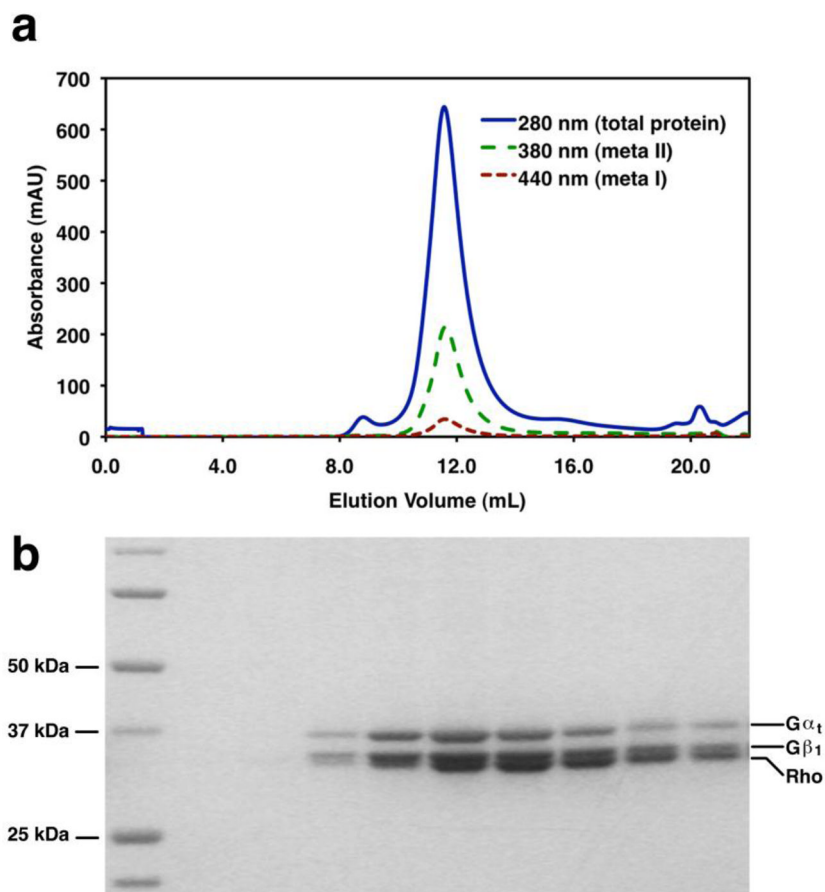 a
700
600
500
400
300
200
100
0
Absorbance (mAU)
280 nm (total protein)
380 nm (meta II)
440 nm (meta I)
0.0 4.0 8.0 12.0 16.0 20.0
Elution Volume (mL)
b
50 kDa
37 kDa
25 kDa
Gαt
Gβ1
Rho